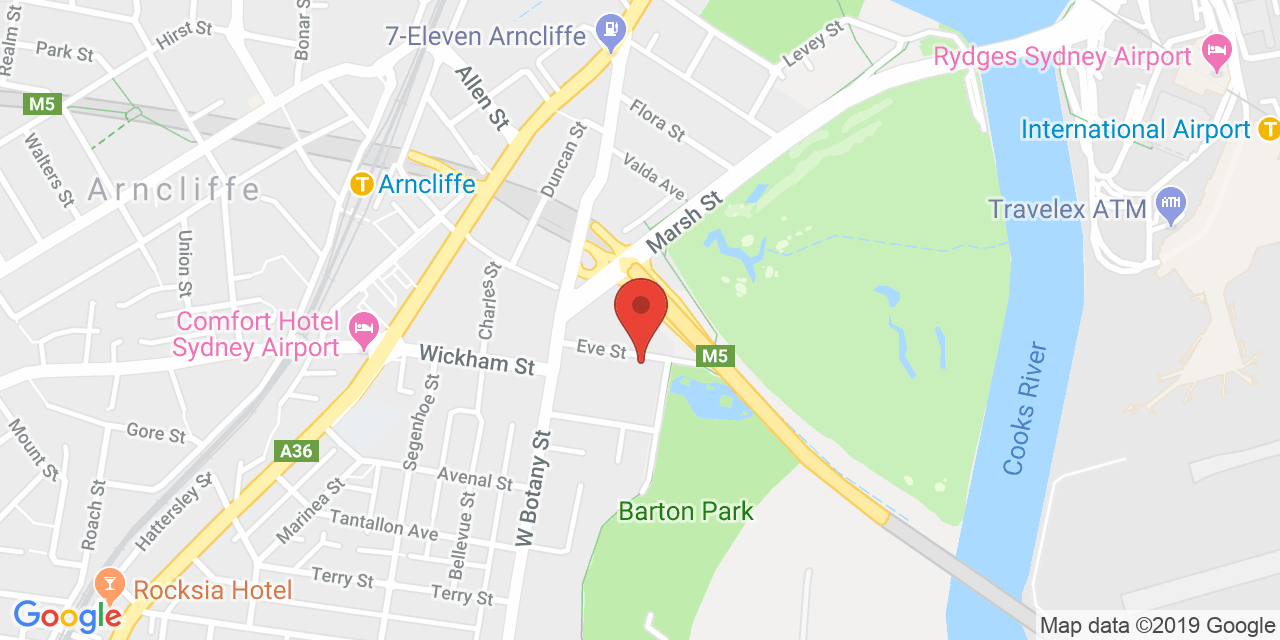 Realm St
Park St
Hirst St
Bonar S
7-Eleven Arncliffe
Levey St
Rydges Sydney Airport
M5
Allen St
Flora St
International Airport
T
Walters St
Arncliffe
T
Arncliffe
Duncan St
Valda Ave
Marsh St
Travelex ATM
ATM
Union St
Charles St
Comfort Hotel
Sydney Airport
Wickham St
Eve St
M5
Cooks River
Mount St
Gore St
A36
Segenhoe St
Roach St
Hattersley St
Marinea St
Avenal St
Tantallon Ave
Bellevue St
W Botany St
Barton Park
Rocksia Hotel
Terry St
Terry St
Google
Map data ©2019 Google